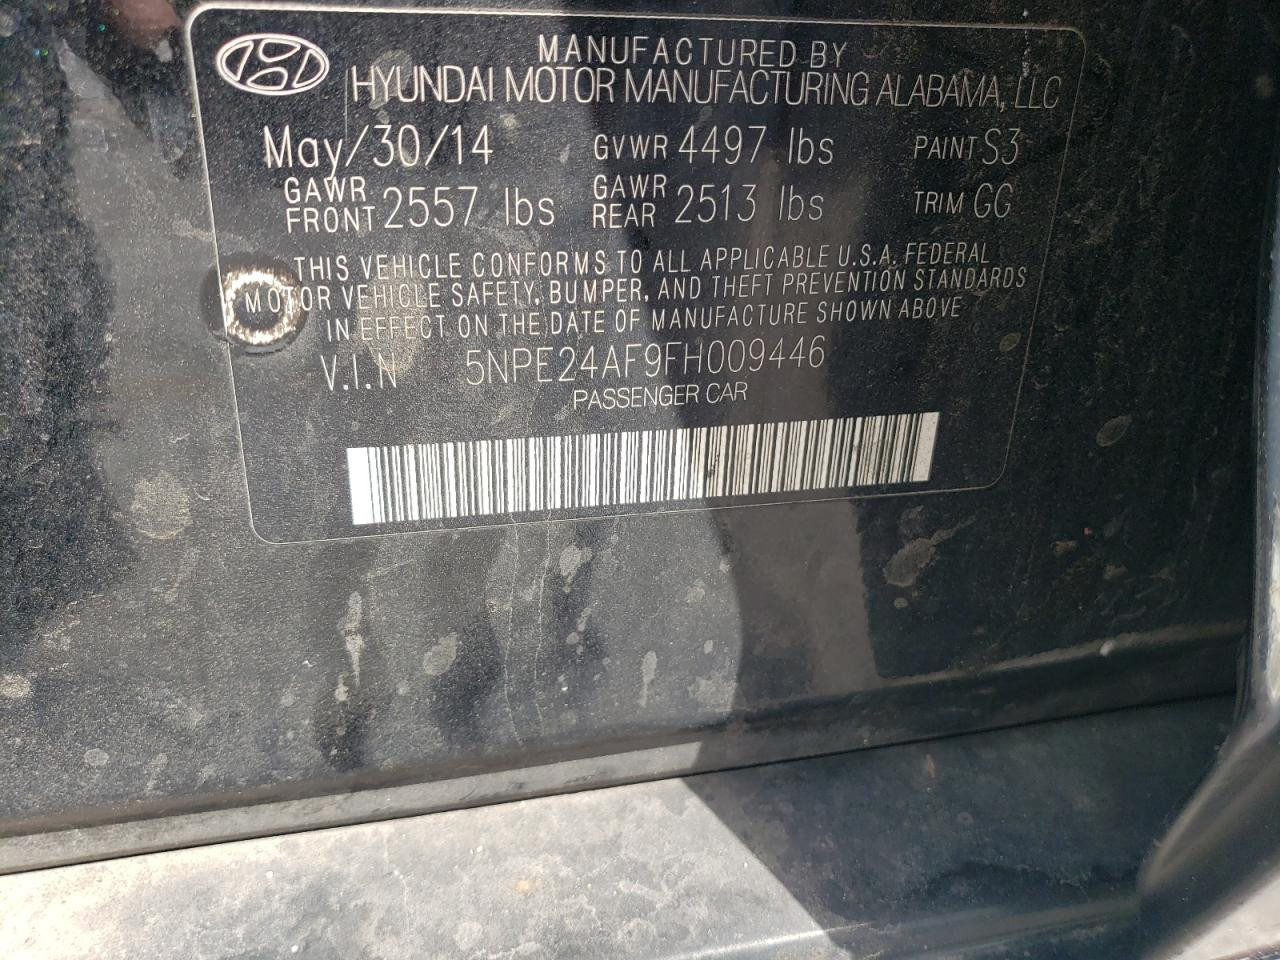 MANUFACTURED BY
HYUNDAI MOTOR MANUFACTURING ALABAMA, LLC
May/30/14 GVWR 4497 lbs PAINT S3
GAWR FRONT 2557 lbs GAWR REAR 2513 lbs TRIM GG
THIS VEHICLE CONFORMS TO ALL APPLICABLE U.S.A. FEDERAL
MOTOR VEHICLE SAFETY, BUMPER, AND THEFT PREVENTION STANDARDS
IN EFFECT ON THE DATE OF MANUFACTURE SHOWN ABOVE
V.I.N 5NPE24AF9FH009446
PASSENGER CAR